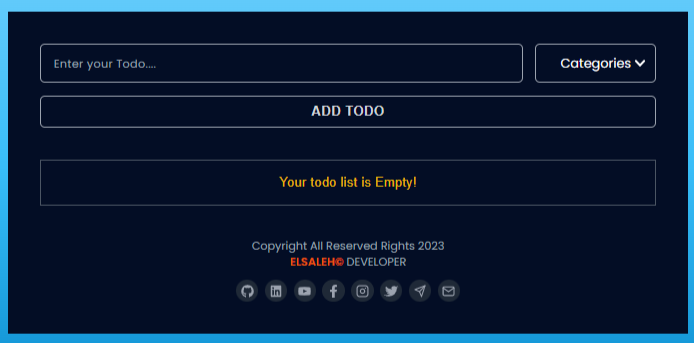 Enter your Todo....
Categories
ADD TODO
Your todo list is Empty!
Copyright All Reserved Rights 2023
ELSALEH© DEVELOPER